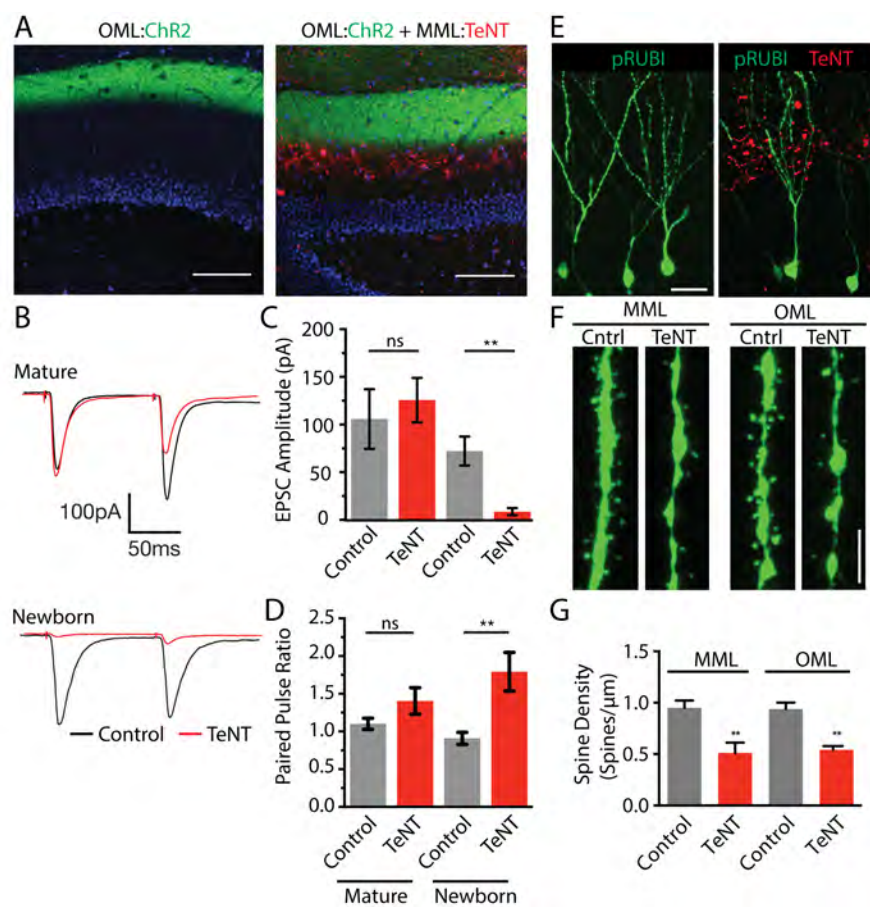 A
OML:ChR2
OML:ChR2 + MML:TeNT
B
Mature
100pA
50ms
Newborn
Control
TeNT
C
200
150
100
50
0
EPSC Amplitude (pA)
ns
**
Control
TeNT
Control
TeNT
D
2.5
2.0
1.5
1.0
0.5
0.0
Paired Pulse Ratio
ns
**
Control
TeNT
Control
TeNT
Mature
Newborn
E
pRUBI
pRUBI TeNT
F
MML
OML
Cntrl
TeNT
Cntrl
TeNT
G
1.5
1.0
0.5
0.0
Spine Density
(Spines/μm)
MML
OML
**
**
Control
TeNT
Control
TeNT